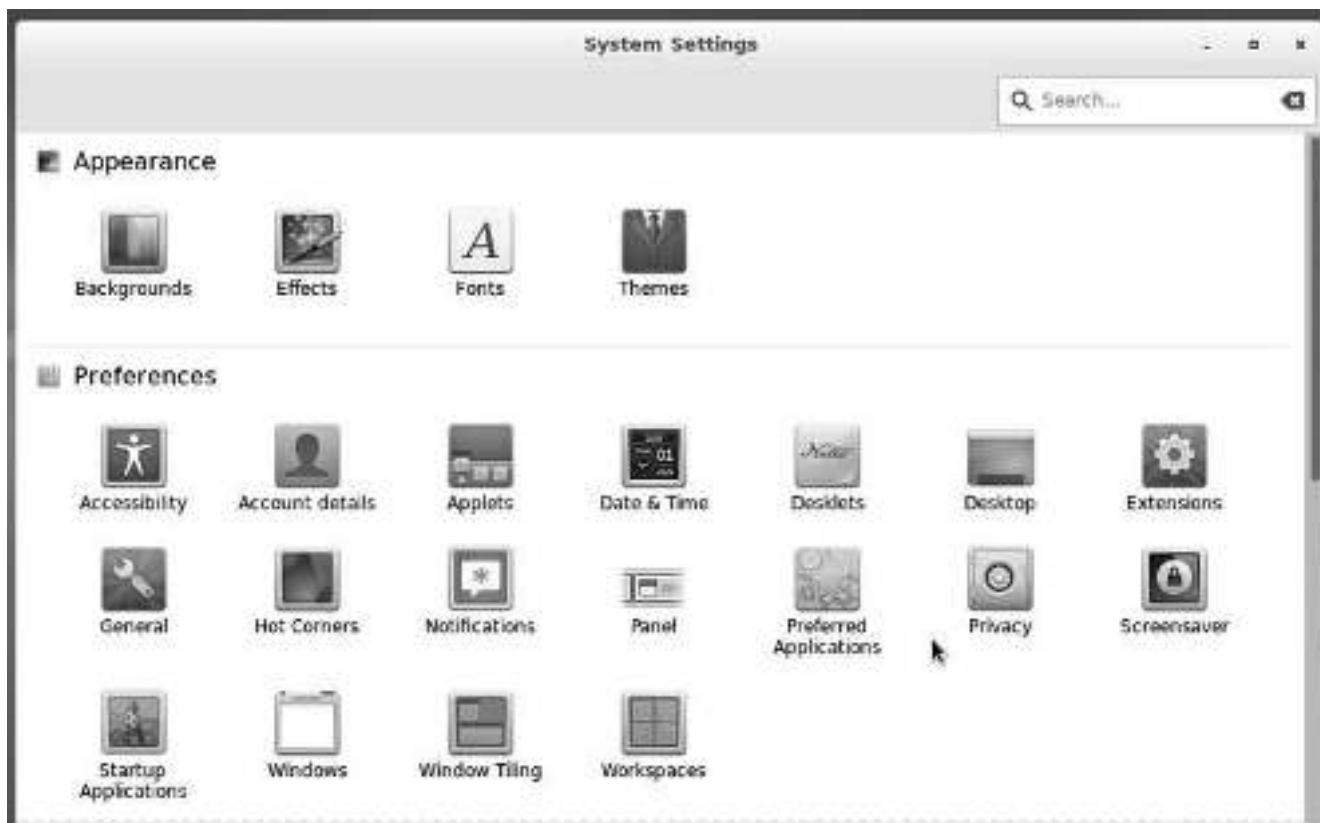 System Settings
Search...
Appearance
Backgrounds Effects Fonts Themes
Preferences
Accessibility Account details Applets Date & Time Desklets Desktop Extensions
General Hot Corners Notifications Panel Preferred Applications Privacy Screensaver
Startup Applications Windows Window Tiling Workspaces